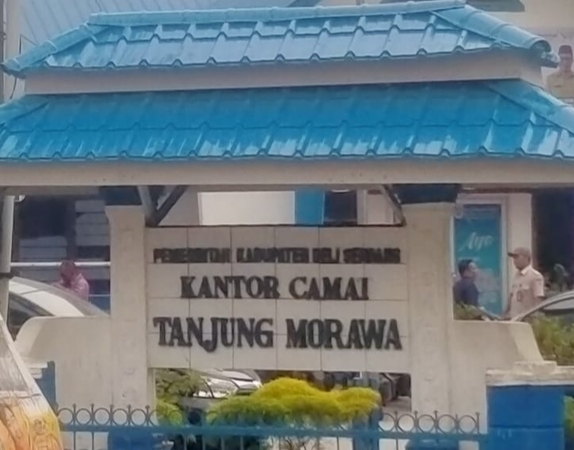 PEMERINTAH KABUPATEN DELI SERDANG
KANTOR CAMAT
TANJUNG MORAWA
Ayo